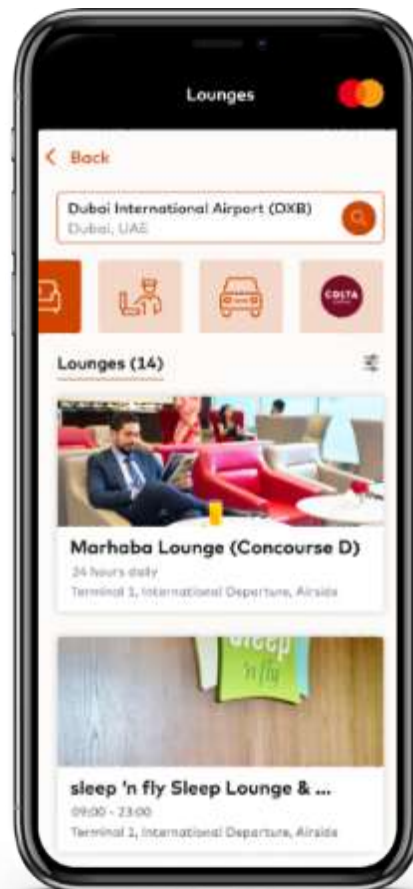 Lounges
Back
Dubai International Airport (DXB)
Dubai, UAE
COSTA
Lounges (14)
Marhaba Lounge (Concourse D)
24 hours daily
Terminal 1, International Departure, Airside
sleep
'n fly
sleep 'n fly Sleep Lounge & ...
09:00 - 23:00
Terminal 1, International Departure, Airside